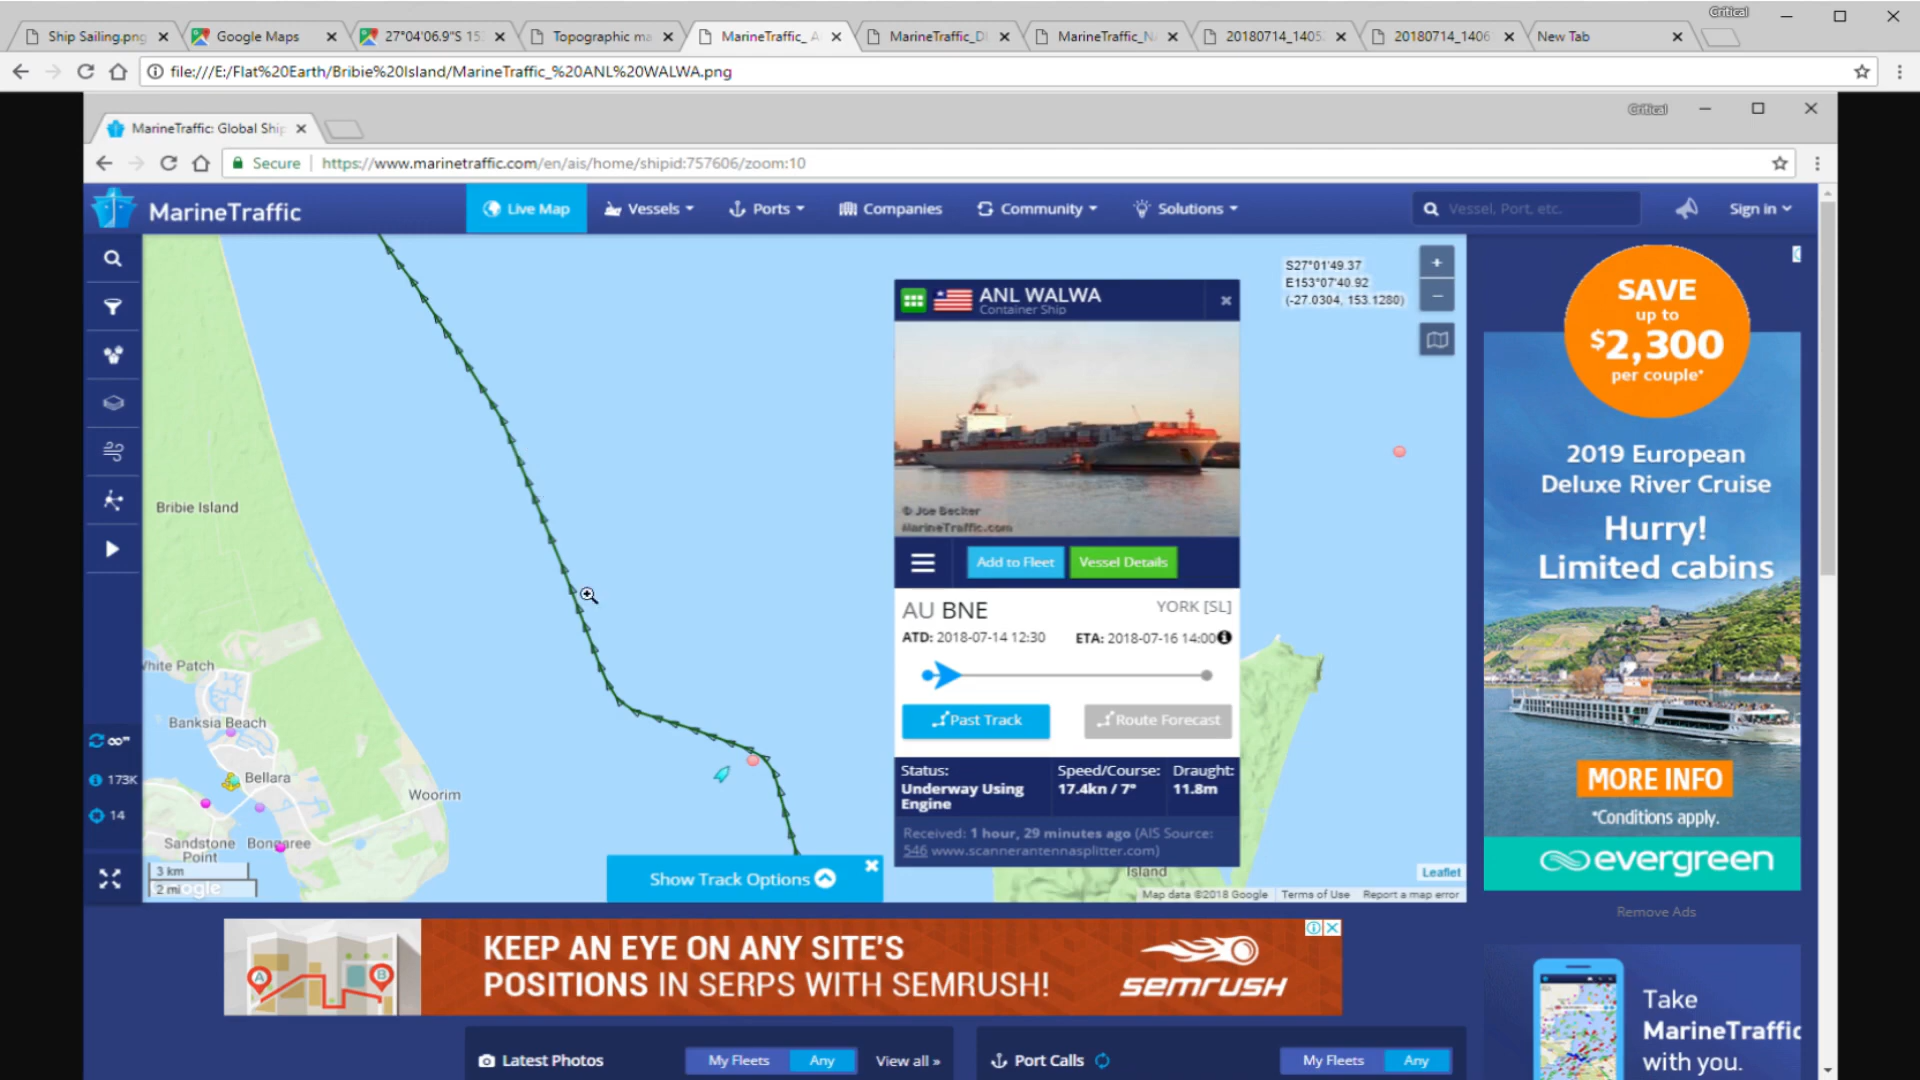 Critical
Ship Sailing.png
Google Maps
27°04'06.9"S 15
Topographic ma
MarineTraffic_ A
MarineTraffic_D
MarineTraffic_N
20180714_1405
20180714_1406
New Tab
file:///E:/Flat%20Earth/Bribie%20Island/MarineTraffic_%20ANL%20WALWA.png
Critical
MarineTraffic: Global Ship
Secure
https://www.marinetraffic.com/en/ais/home/shipid:757606/zoom:10
MarineTraffic
Live Map
Vessels
Ports
Companies
Community
Solutions
Vessel, Port, etc.
Sign in
S27°01'49.37
E153°07'40.92
(-27.0304, 153.1280)
+
−
ANL WALWA
Container Ship
© Joe Becker
MarineTraffic.com
Add to Fleet
Vessel Details
AU BNE
YORK [SL]
ATD: 2018-07-14 12:30
ETA: 2018-07-16 14:00
Past Track
Route Forecast
Status:
Underway Using
Engine
Speed/Course:
17.4kn / 7°
Draught:
11.8m
Received: 1 hour, 29 minutes ago (AIS Source:
546 www.scannerantennasplitter.com)
Bribie Island
White Patch
Banksia Beach
Bellara
Woorim
Sandstone
Point
Bongaree
Island
173K
14
3 km
2 mi
Show Track Options
Leaflet
Map data ©2018 Google
Terms of Use
Report a map error
SAVE
up to
$2,300
per couple*
2019 European
Deluxe River Cruise
Hurry!
Limited cabins
MORE INFO
*Conditions apply.
evergreen
Remove Ads
A
B
KEEP AN EYE ON ANY SITE'S
POSITIONS IN SERPS WITH SEMRUSH!
SEMRUSH
Latest Photos
My Fleets
Any
View all »
Port Calls
My Fleets
Any
Take
MarineTraffic
with you.